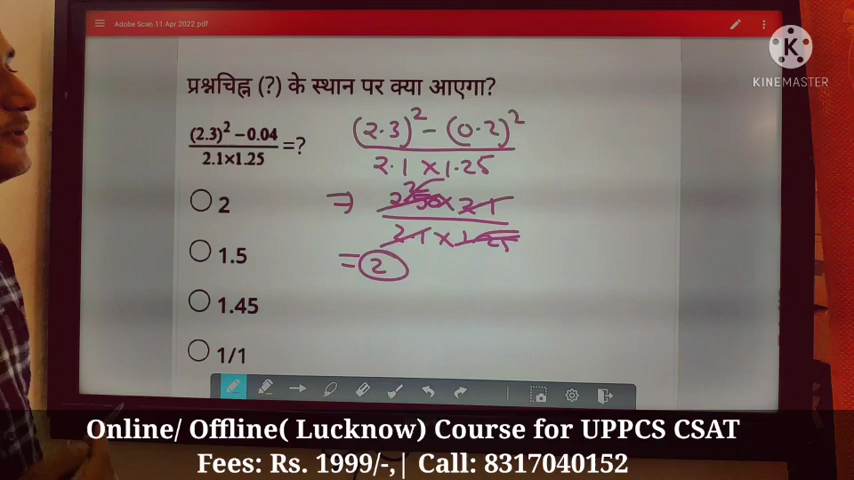 Adobe Scan 11 Apr 2022.pdf
K
KINEMASTER
प्रश्नचिह्न (?) के स्थान पर क्या आएगा?
(2.3)² – 0.04
2.1×1.25
=?
(2.3)² – (0.2)²
2.1 × 1.25
⇒
2.1 ×
= 2
2
1.5
1.45
1/1
Online/ Offline( Lucknow) Course for UPPCS CSAT
Fees: Rs. 1999/-,| Call: 8317040152